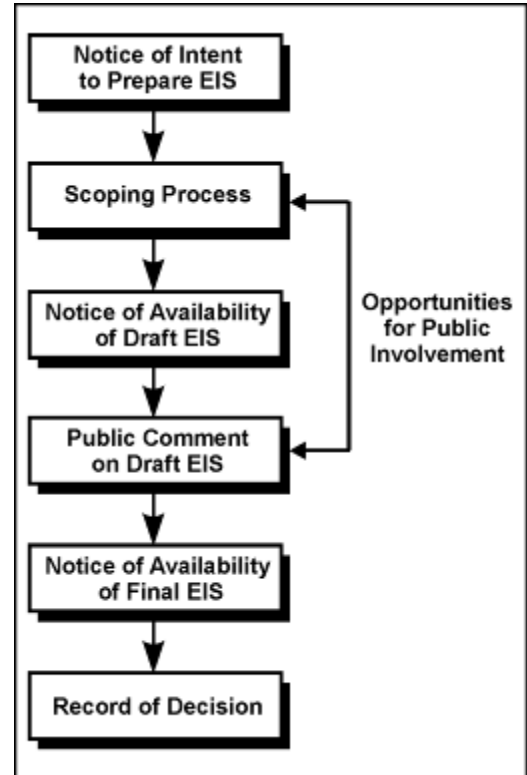 Notice of Intent
to Prepare EIS
Scoping Process
Notice of Availability
of Draft EIS
Opportunities
for Public
Involvement
Public Comment
on Draft EIS
Notice of Availability
of Final EIS
Record of Decision